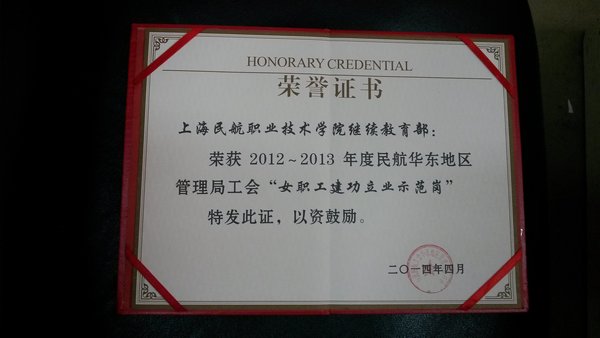 HONORARY CREDENTIAL
荣誉证书
上海民航职业技术学院继续教育部：
荣获 2012～2013 年度民航华东地区
管理局工会“女职工建功立业示范岗”
特发此证，以资鼓励。
二〇一四年四月